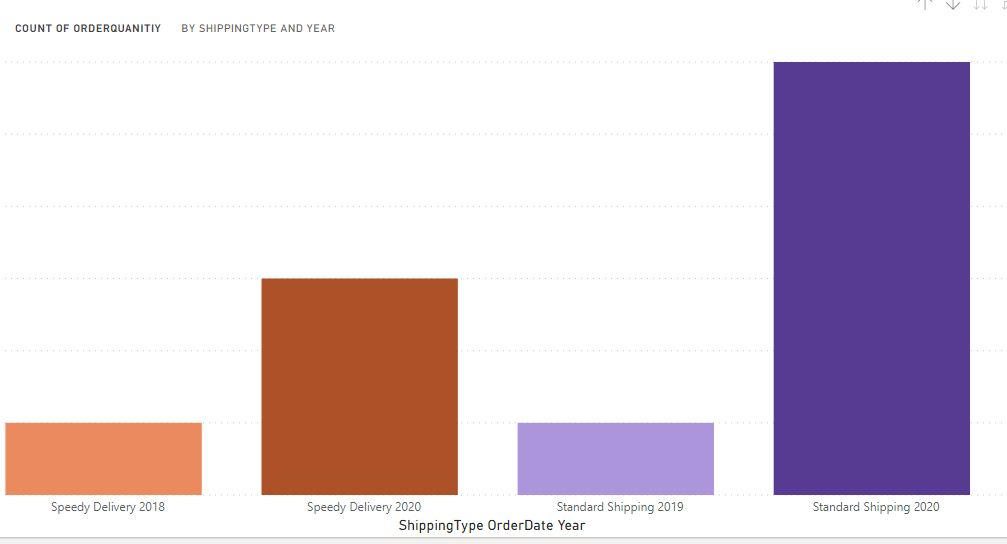 COUNT OF ORDERQUANITIY BY SHIPPINGTYPE AND YEAR
Speedy Delivery 2018 Speedy Delivery 2020 Standard Shipping 2019 Standard Shipping 2020
ShippingType OrderDate Year